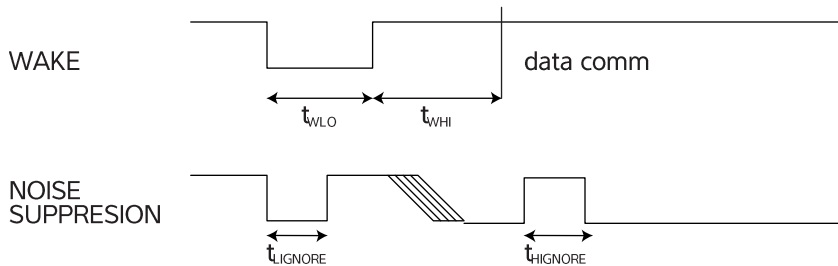 WAKE
data comm
tWLO
tWHI
NOISE
SUPPRESION
tLIGNORE
tHIGNORE